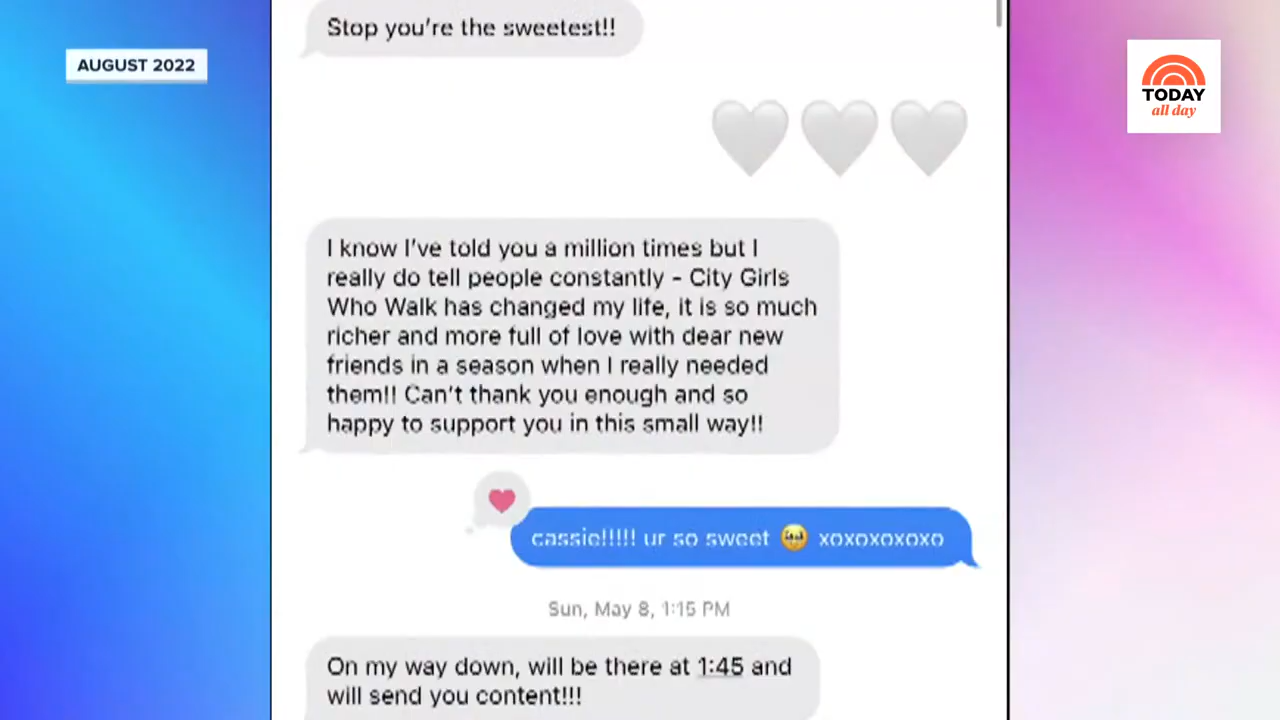 Stop you're the sweetest!!
AUGUST 2022
TODAY
all day
I know I've told you a million times but I
really do tell people constantly - City Girls
Who Walk has changed my life, it is so much
richer and more full of love with dear new
friends in a season when I really needed
them!! Can't thank you enough and so
happy to support you in this small way!!
cassie!!!!! ur so sweet 🥹 xoxoxoxoxo
Sun, May 8, 1:15 PM
On my way down, will be there at 1:45 and
will send you content!!!